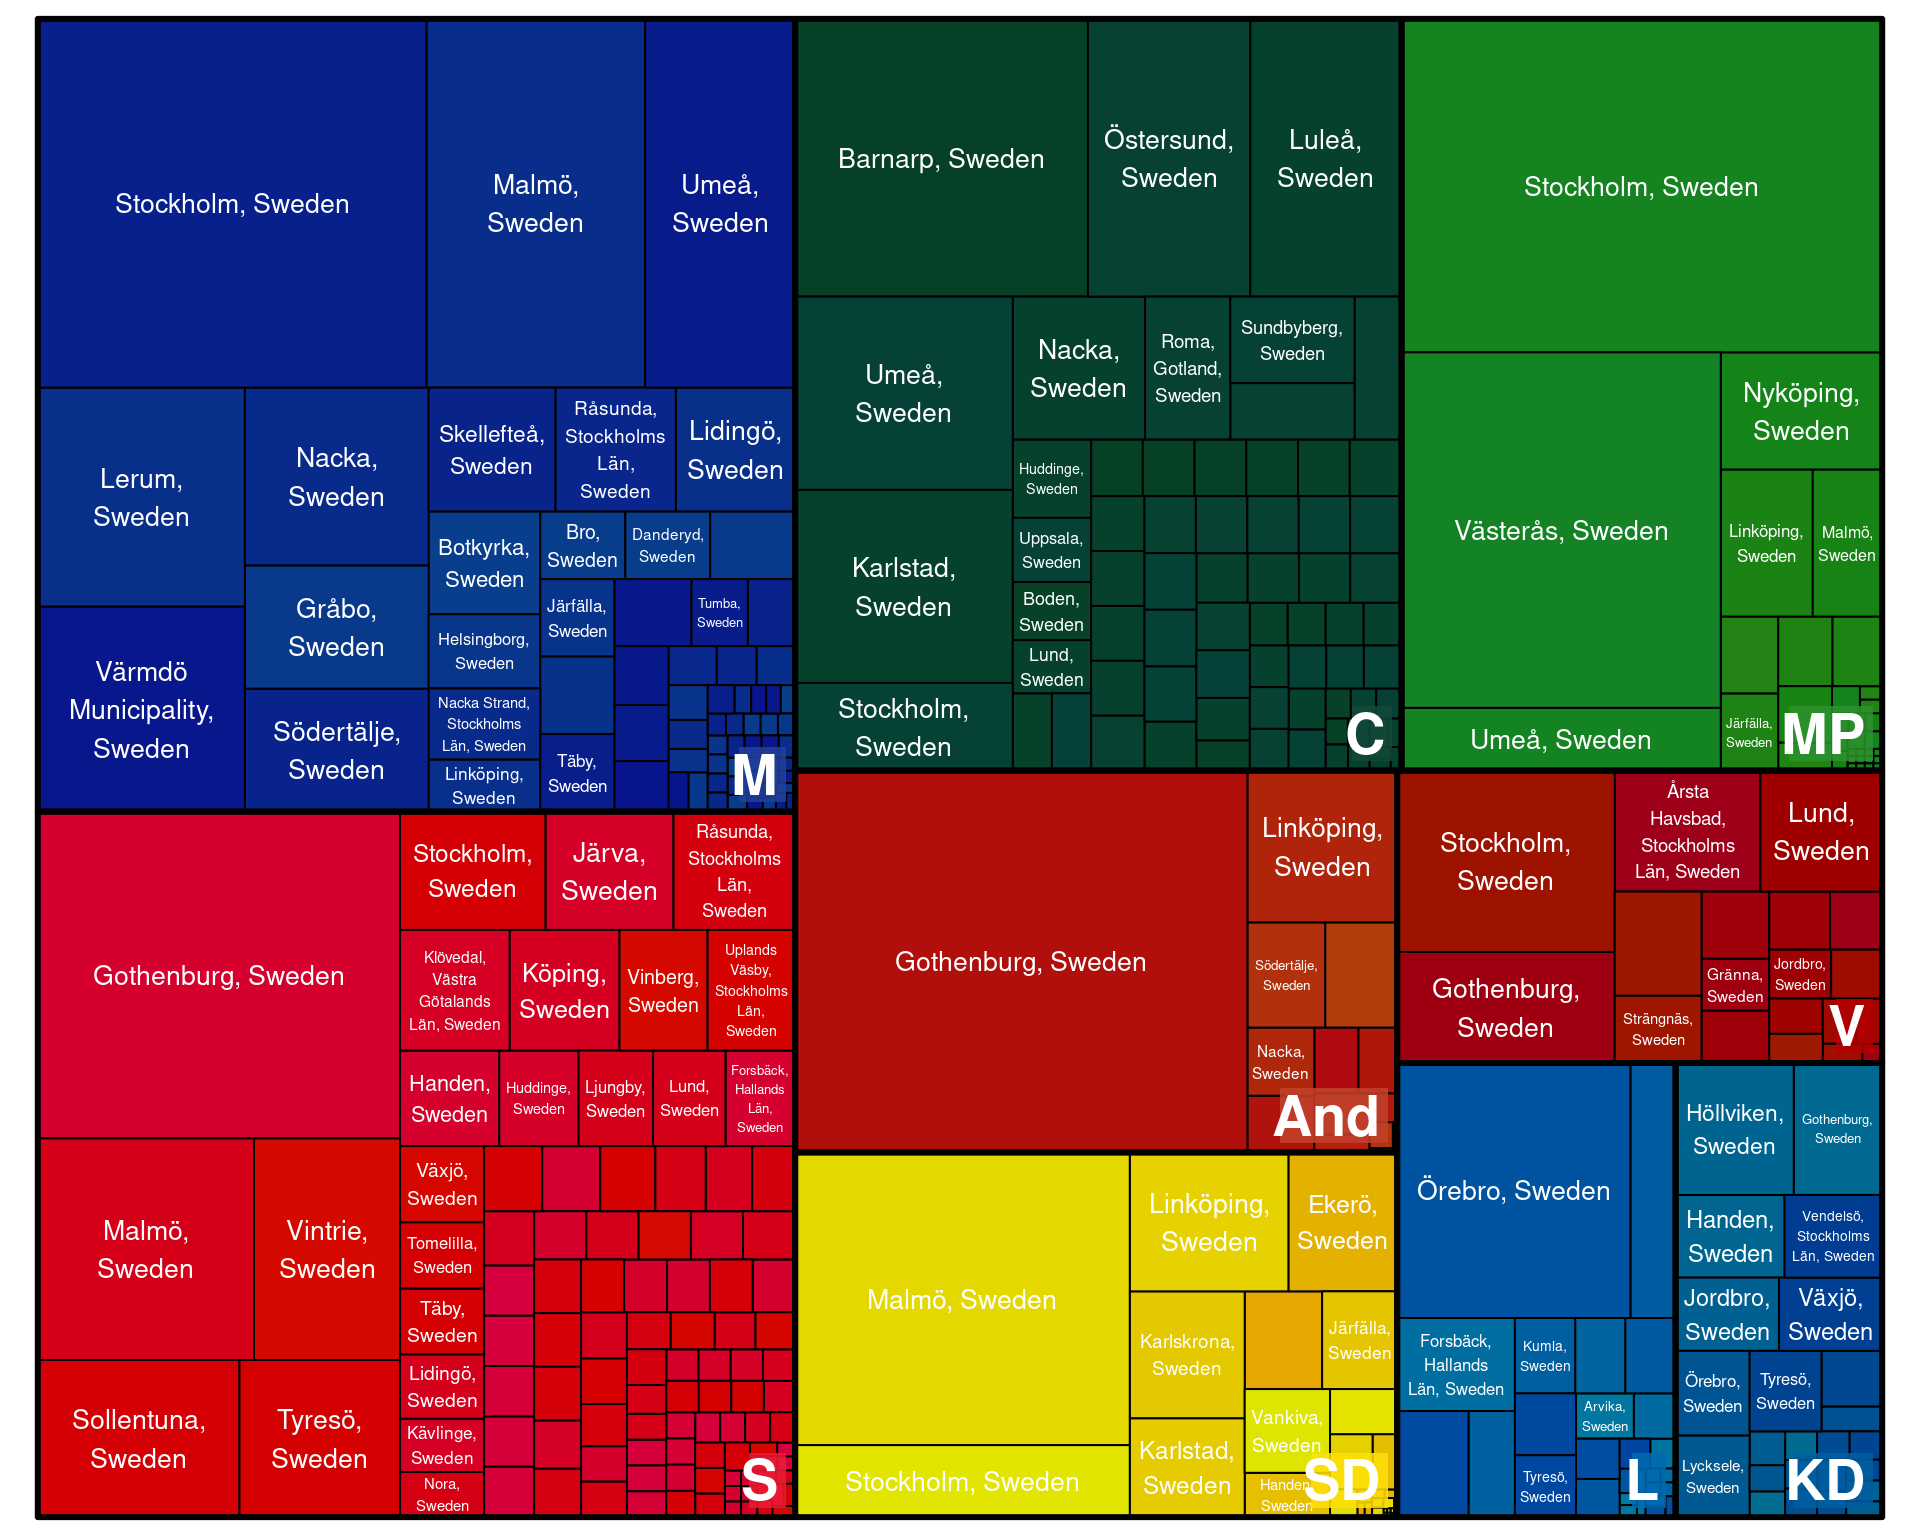 Stockholm, Sweden
Malmö,
Sweden
Umeå,
Sweden
Lerum,
Sweden
Nacka,
Sweden
Skellefteå,
Sweden
Råsunda,
Stockholms
Län,
Sweden
Lidingö,
Sweden
Värmdö
Municipality,
Sweden
Gråbo,
Sweden
Södertälje,
Sweden
Botkyrka,
Sweden
Bro,
Sweden
Danderyd,
Sweden
Helsingborg,
Sweden
Järfälla,
Sweden
Tumba,
Sweden
Nacka Strand,
Stockholms
Län, Sweden
Linköping,
Sweden
Täby,
Sweden
M
Barnarp, Sweden
Östersund,
Sweden
Luleå,
Sweden
Umeå,
Sweden
Nacka,
Sweden
Roma,
Gotland,
Sweden
Sundbyberg,
Sweden
Karlstad,
Sweden
Huddinge,
Sweden
Uppsala,
Sweden
Boden,
Sweden
Lund,
Sweden
Stockholm,
Sweden
C
Stockholm, Sweden
Västerås, Sweden
Nyköping,
Sweden
Linköping,
Sweden
Malmö,
Sweden
Umeå, Sweden
Järfälla,
Sweden
MP
Gothenburg, Sweden
Stockholm,
Sweden
Järva,
Sweden
Råsunda,
Stockholms
Län,
Sweden
Klövedal,
Västra
Götalands
Län, Sweden
Köping,
Sweden
Vinberg,
Sweden
Uplands
Väsby,
Stockholms
Län,
Sweden
Handen,
Sweden
Huddinge,
Sweden
Ljungby,
Sweden
Lund,
Sweden
Forsbäck,
Hallands
Län,
Sweden
Malmö,
Sweden
Vintrie,
Sweden
Växjö,
Sweden
Tomelilla,
Sweden
Täby,
Sweden
Sollentuna,
Sweden
Tyresö,
Sweden
Lidingö,
Sweden
Kävlinge,
Sweden
Nora,
Sweden
S
Gothenburg, Sweden
Linköping,
Sweden
Södertälje,
Sweden
Nacka,
Sweden
And
Stockholm,
Sweden
Årsta
Havsbad,
Stockholms
Län, Sweden
Lund,
Sweden
Gothenburg,
Sweden
Gränna,
Sweden
Jordbro,
Sweden
Strängnäs,
Sweden
V
Malmö, Sweden
Linköping,
Sweden
Ekerö,
Sweden
Karlskrona,
Sweden
Järfälla,
Sweden
Vankiva,
Sweden
Stockholm, Sweden
Karlstad,
Sweden
Handen,
Sweden
SD
Örebro, Sweden
Forsbäck,
Hallands
Län, Sweden
Kumla,
Sweden
Arvika,
Sweden
Tyresö,
Sweden
L
Höllviken,
Sweden
Gothenburg,
Sweden
Handen,
Sweden
Vendelsö,
Stockholms
Län, Sweden
Jordbro,
Sweden
Växjö,
Sweden
Örebro,
Sweden
Tyresö,
Sweden
Lycksele,
Sweden
KD